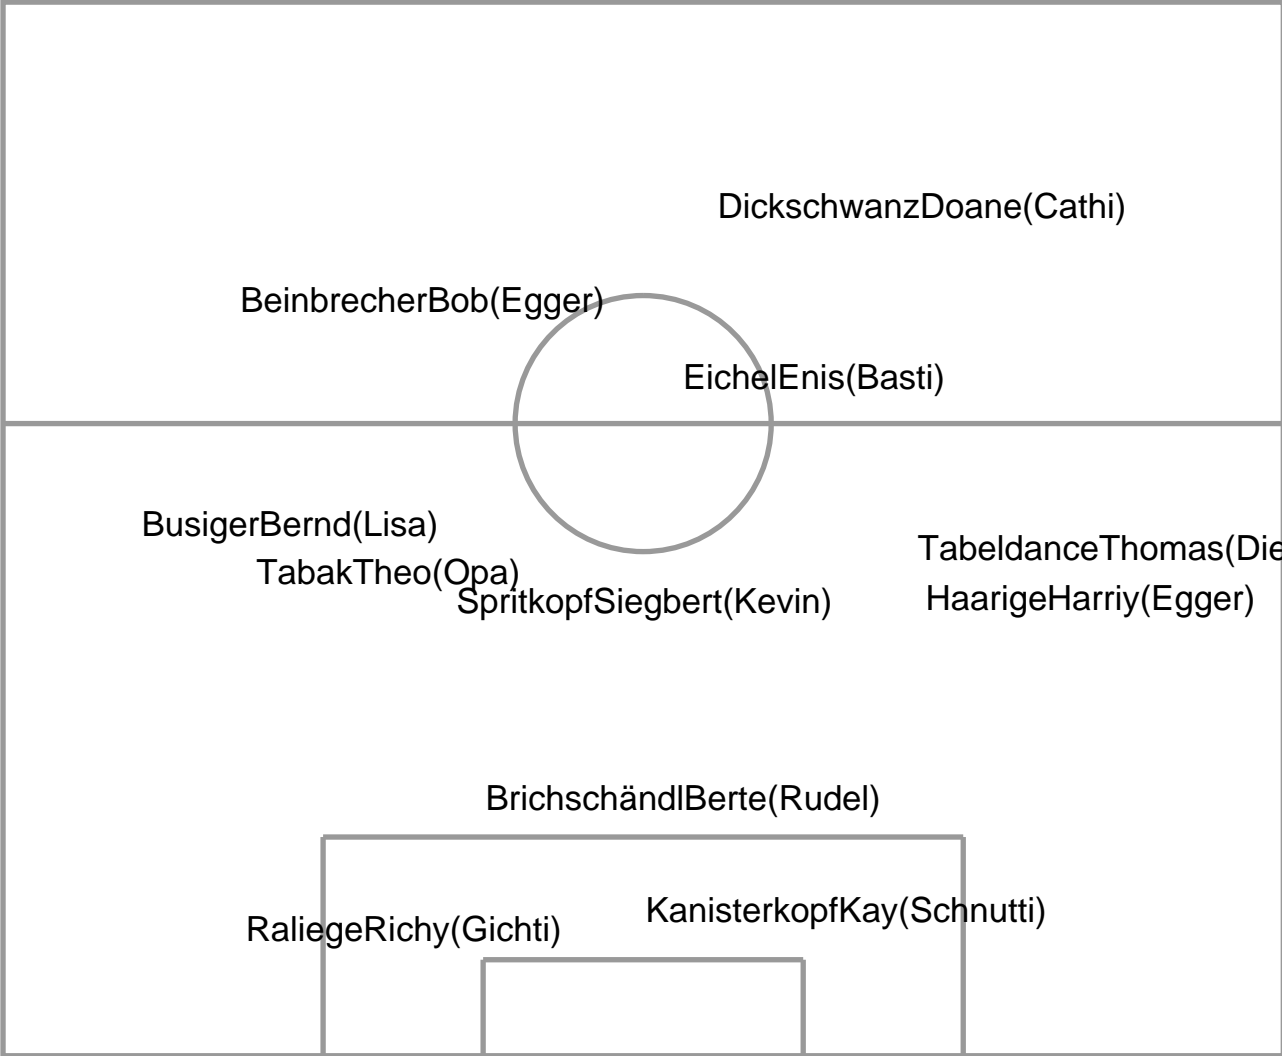 DickschwanzDoane(Cathi)
BeinbrecherBob(Egger)
EichelEnis(Basti)
BusigerBernd(Lisa)
TabeldanceThomas(Die
TabakTheo(Opa)
SpritkopfSiegbert(Kevin)
HaarigeHarriy(Egger)
BrichschändlBerte(Rudel)
KanisterkopfKay(Schnutti)
RaliegeRichy(Gichti)